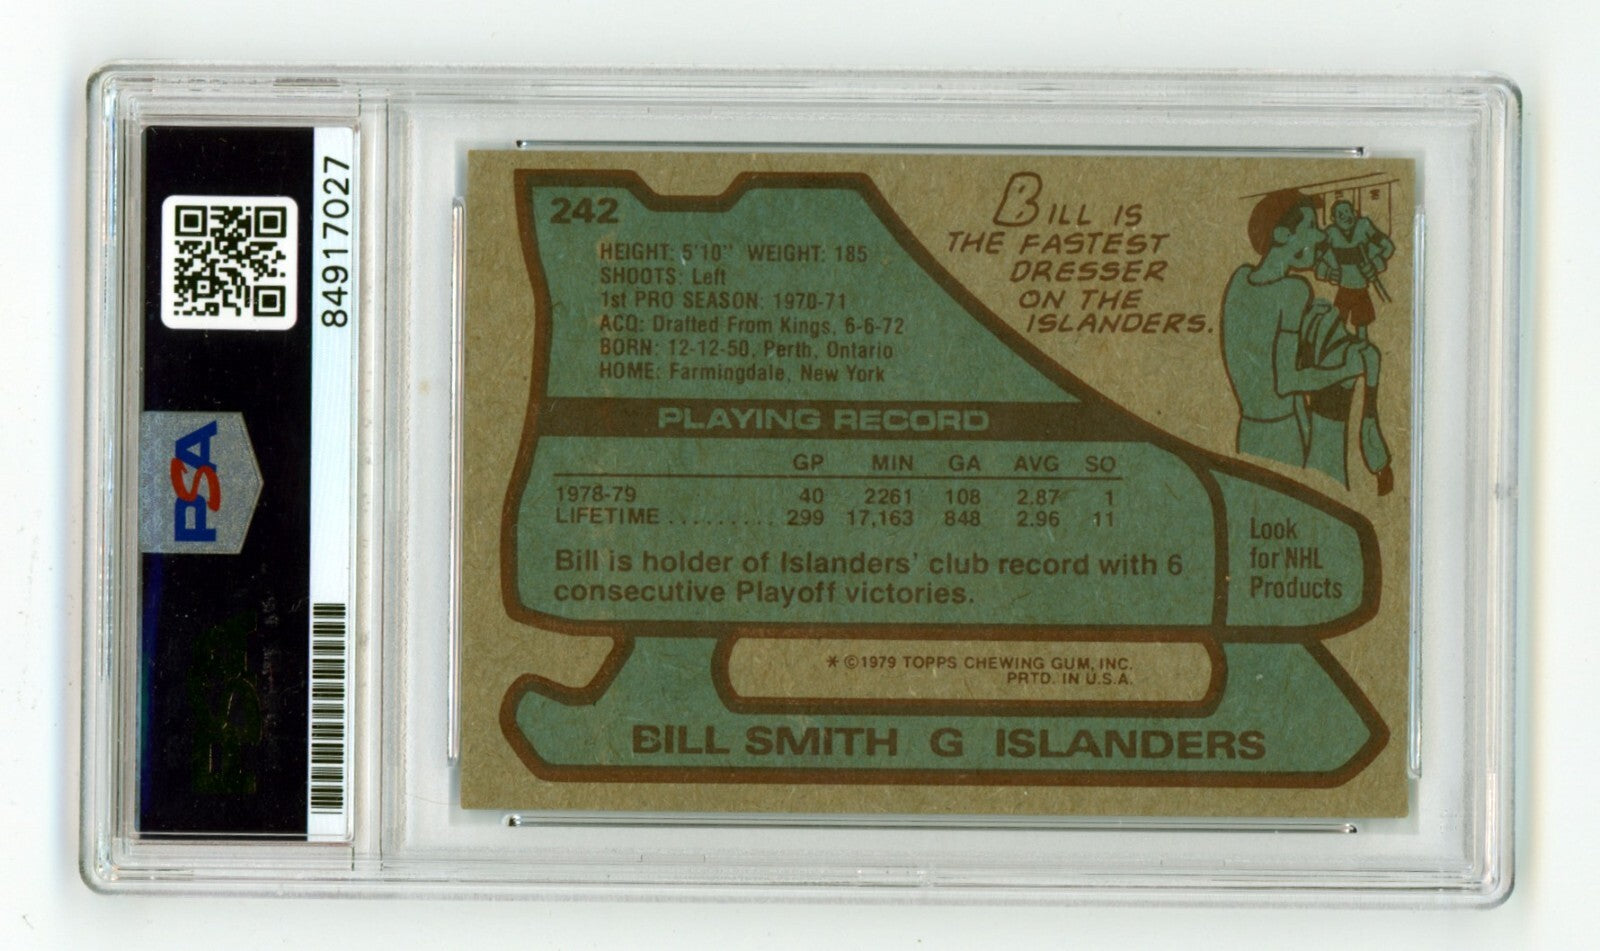 84917027
PSA
242
HEIGHT: 5'10" WEIGHT: 185
SHOOTS: Left
1st PRO SEASON: 1970-71
ACQ: Drafted From Kings, 6-6-72
BORN: 12-12-50, Perth, Ontario
HOME: Farmingdale, New York
BILL IS
THE FASTEST
DRESSER
ON THE
ISLANDERS.
PLAYING RECORD
GP MIN GA AVG SO
1978-79 40 2261 108 2.87 1
LIFETIME ......... 299 17,163 848 2.96 11
Bill is holder of Islanders' club record with 6
consecutive Playoff victories.
Look
for NHL
Products
* ©1979 TOPPS CHEWING GUM, INC.
PRTD. IN U.S.A.
BILL SMITH G ISLANDERS